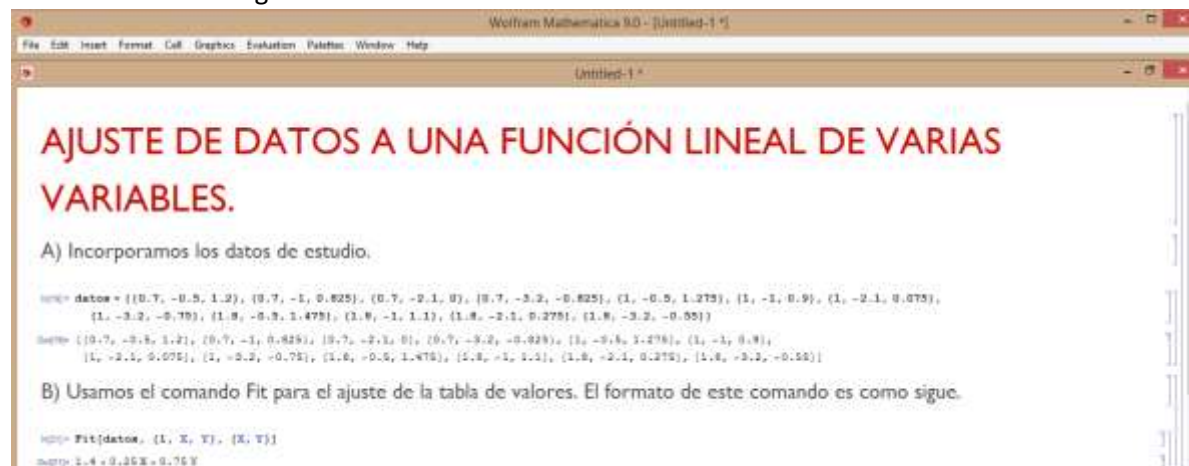 Wolfram Mathematica 9.0 - [Untitled-1 *]
File Edit Insert Format Cell Graphics Evaluation Palettes Window Help
Untitled-1 *
AJUSTE DE DATOS A UNA FUNCIÓN LINEAL DE VARIAS
VARIABLES.
A) Incorporamos los datos de estudio.
datos = {{0.7, -0.5, 1.2}, {0.7, -1, 0.825}, {0.7, -2.1, 0}, {0.7, -3.2, -0.825}, {1, -0.5, 1.275}, {1, -1, 0.9}, {1, -2.1, 0.075},
{1, -3.2, -0.75}, {1.8, -0.5, 1.475}, {1.8, -1, 1.1}, {1.8, -2.1, 0.275}, {1.8, -3.2, -0.55}}
{{0.7, -0.5, 1.2}, {0.7, -1, 0.825}, {0.7, -2.1, 0}, {0.7, -3.2, -0.825}, {1, -0.5, 1.275}, {1, -1, 0.9},
{1, -2.1, 0.075}, {1, -3.2, -0.75}, {1.8, -0.5, 1.475}, {1.8, -1, 1.1}, {1.8, -2.1, 0.275}, {1.8, -3.2, -0.55}}
B) Usamos el comando Fit para el ajuste de la tabla de valores. El formato de este comando es como sigue.
Fit[datos, {1, X, Y}, {X, Y}]
1.4 + 0.25 X + 0.75 Y